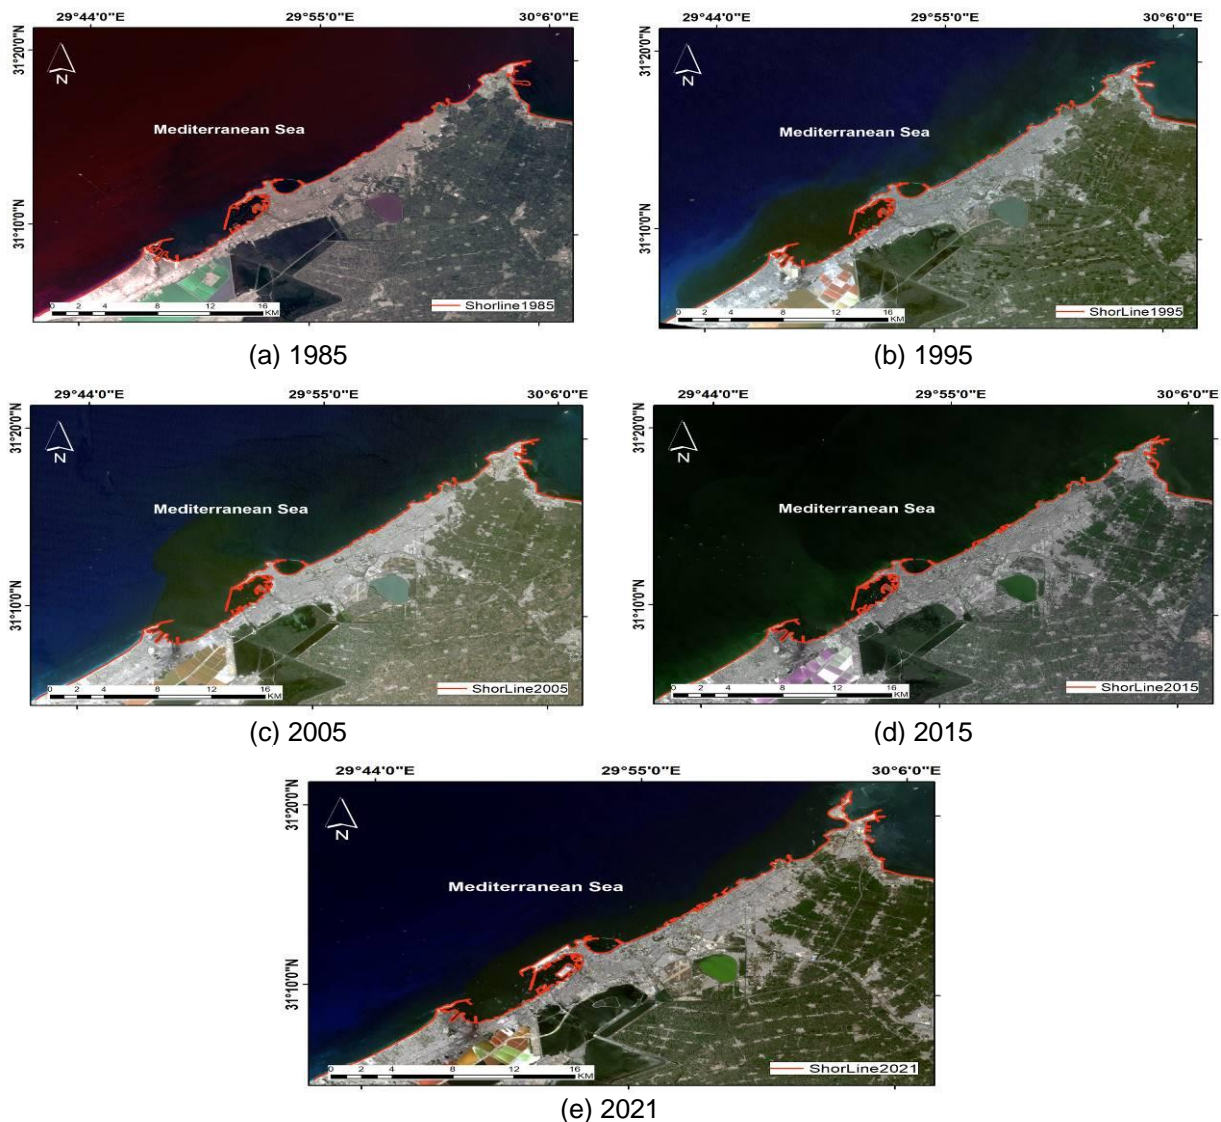 29°44'0"E 29°55'0"E 30°6'0"E
31°20'0"N
31°10'0"N
N
Mediterranean Sea
0 2 4 8 12 16
KM
Shorline1985
(a) 1985
29°44'0"E 29°55'0"E 30°6'0"E
31°20'0"N
31°10'0"N
N
Mediterranean Sea
0 2 4 8 12 16
KM
ShorLine1995
(b) 1995
29°44'0"E 29°55'0"E 30°6'0"E
31°20'0"N
31°10'0"N
N
Mediterranean Sea
0 2 4 8 12 16
KM
ShorLine2005
(c) 2005
29°44'0"E 29°55'0"E 30°6'0"E
31°20'0"N
31°10'0"N
N
Mediterranean Sea
0 2 4 8 12 16
KM
ShorLine2015
(d) 2015
29°44'0"E 29°55'0"E 30°6'0"E
31°20'0"N
31°10'0"N
N
Mediterranean Sea
0 2 4 8 12 16
KM
ShorLine2021
(e) 2021